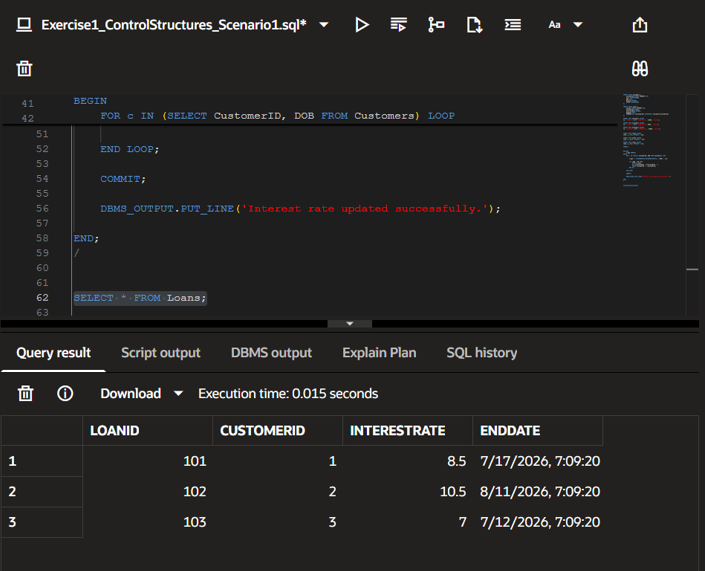 Exercise1_ControlStructures_Scenario1.sql*
Aa
41 BEGIN
42 FOR c IN (SELECT CustomerID, DOB FROM Customers) LOOP
51
52 END LOOP;
53
54 COMMIT;
55
56 DBMS_OUTPUT.PUT_LINE('Interest rate updated successfully.');
57
58 END;
59 /
60
61
62 SELECT * FROM Loans;
63
Query result Script output DBMS output Explain Plan SQL history
Download Execution time: 0.015 seconds
LOANID CUSTOMERID INTERESTRATE ENDDATE
1 101 1 8.5 7/17/2026, 7:09:20
2 102 2 10.5 8/11/2026, 7:09:20
3 103 3 7 7/12/2026, 7:09:20